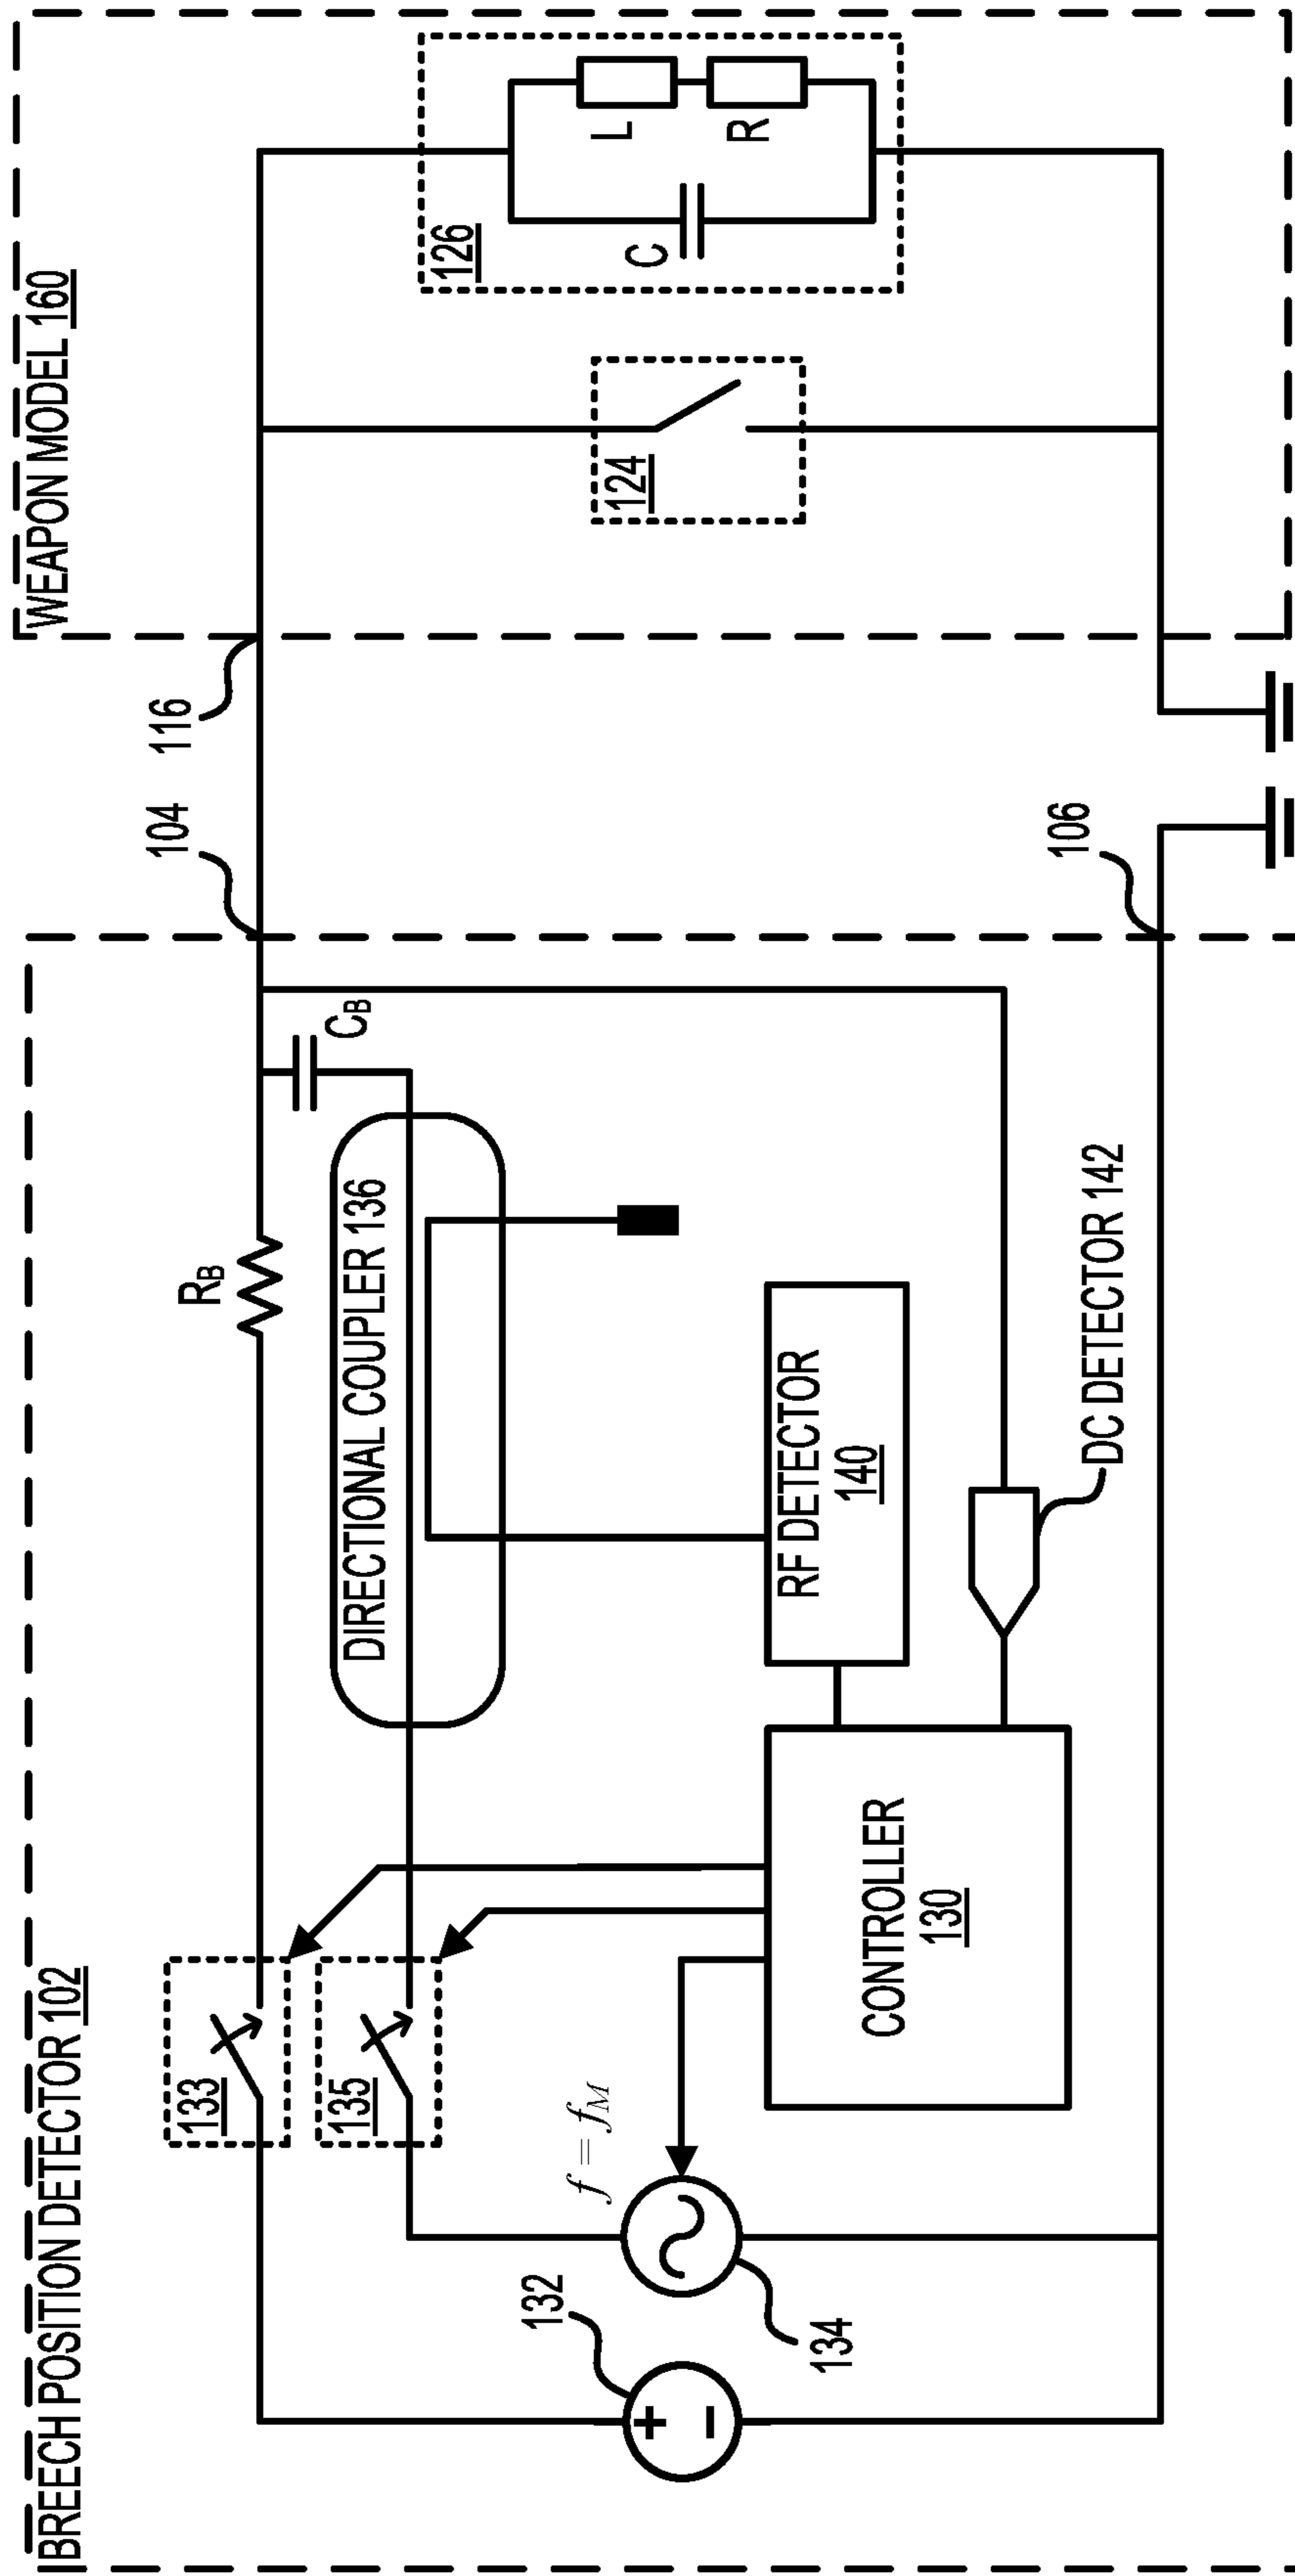 BREECH POSITION DETECTOR 102
WEAPON MODEL 160
133
135
R_B
C_B
104
116
DIRECTIONAL COUPLER 136
126
C
L
R
124
132
f = f_M
134
RF DETECTOR
140
CONTROLLER
130
DC DETECTOR 142
106
+
−